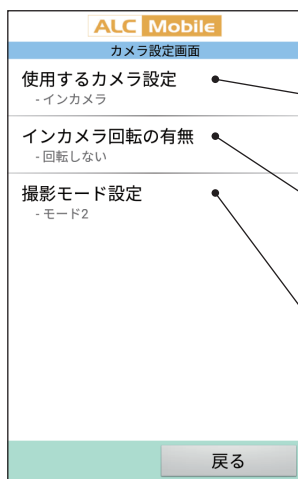 ALC Mobile
カメラ設定画面
使用するカメラ設定
- インカメラ
インカメラ回転の有無
- 回転しない
撮影モード設定
- モード2
戻る